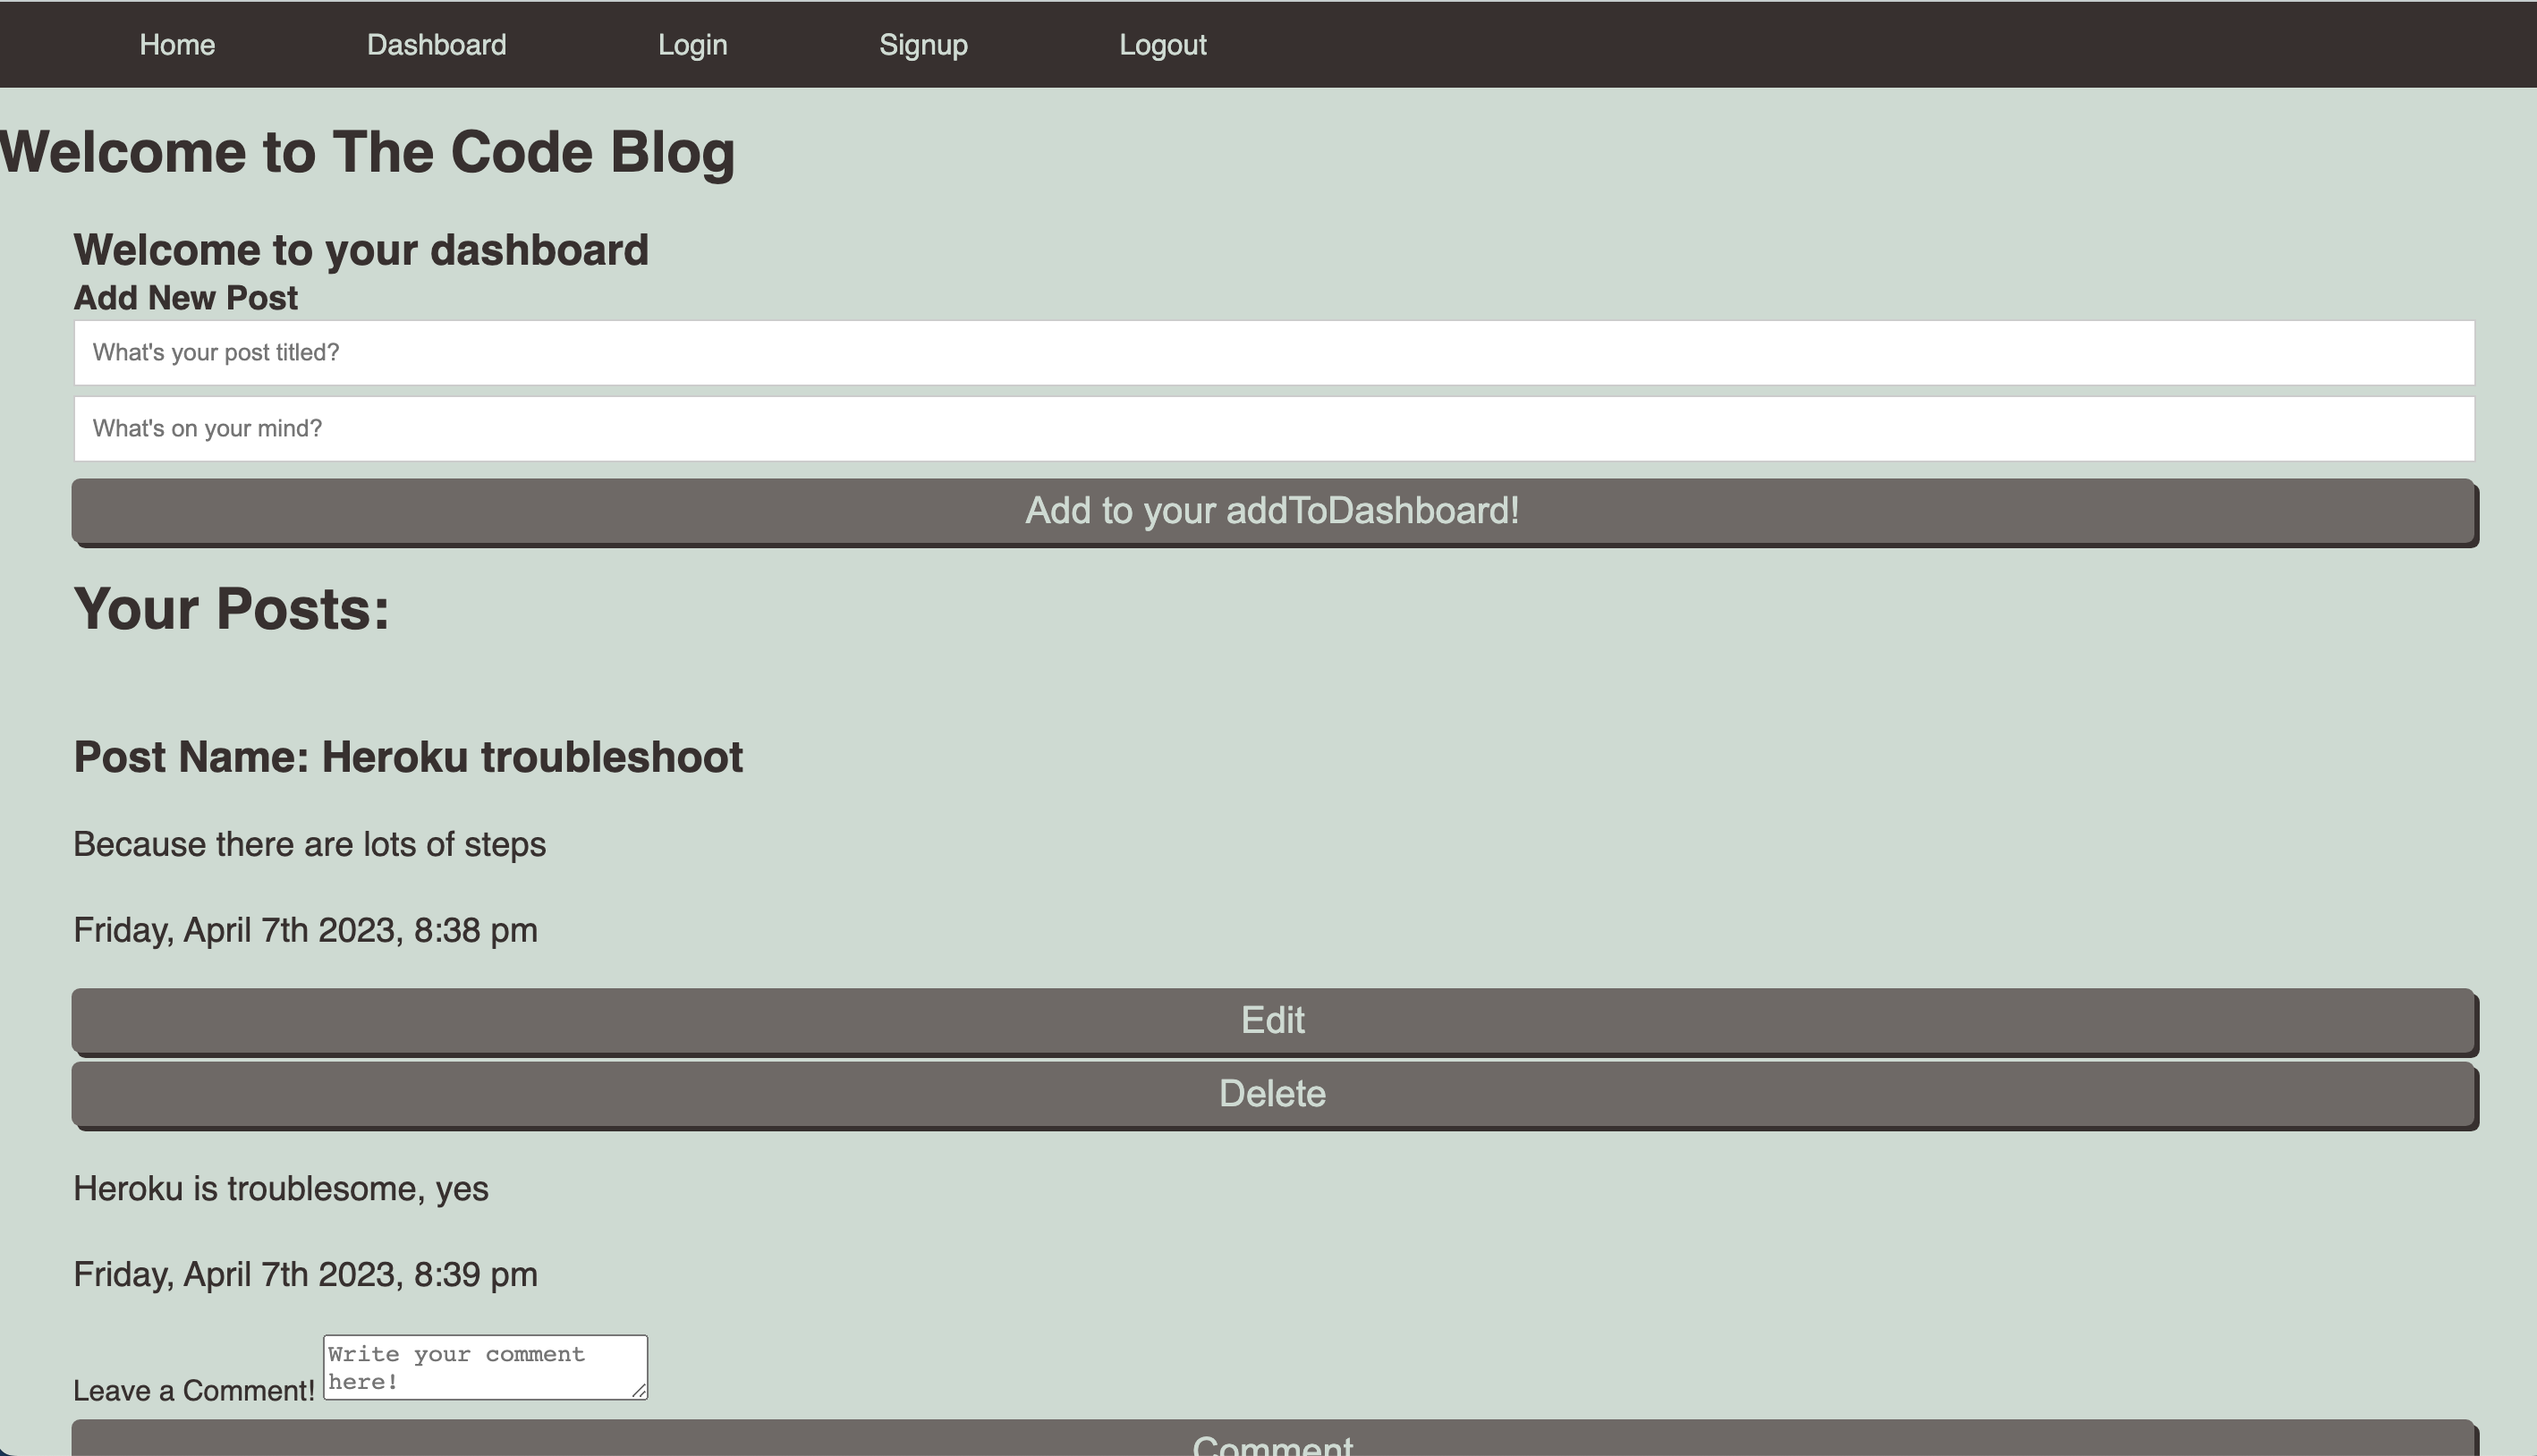 Home Dashboard Login Signup Logout
Welcome to The Code Blog
Welcome to your dashboard
Add New Post
What's your post titled?
What's on your mind?
Add to your addToDashboard!
Your Posts:
Post Name: Heroku troubleshoot
Because there are lots of steps
Friday, April 7th 2023, 8:38 pm
Edit
Delete
Heroku is troublesome, yes
Friday, April 7th 2023, 8:39 pm
Write your comment
here!
Leave a Comment!
Comment